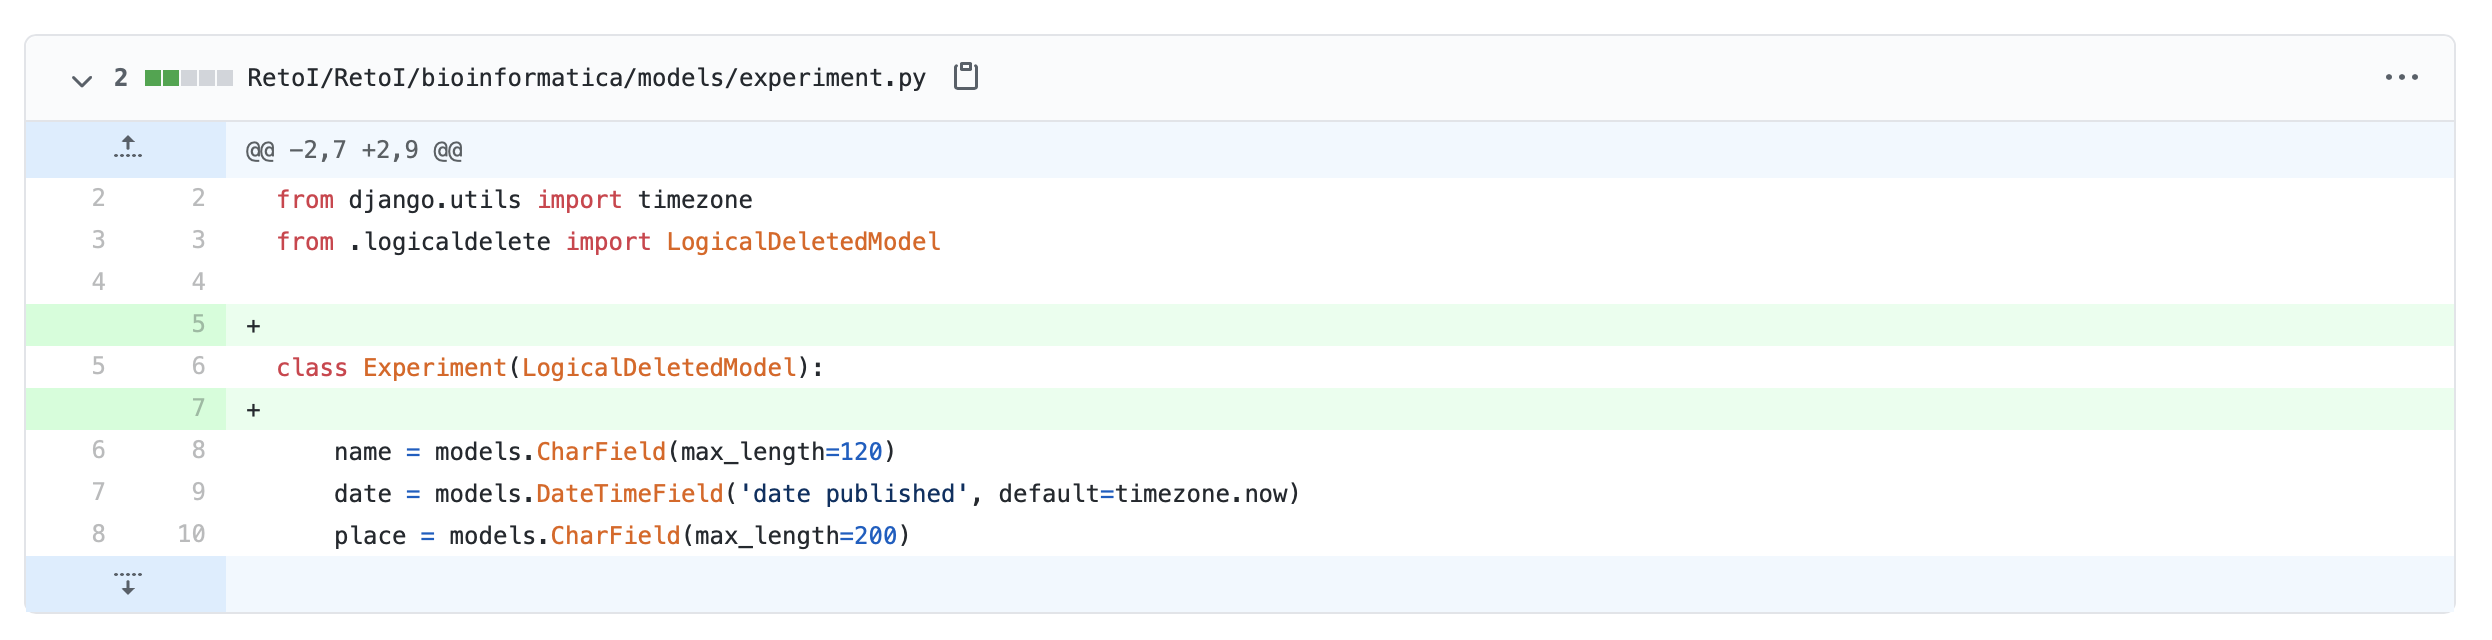 2 RetoI/RetoI/bioinformatica/models/experiment.py
@@ -2,7 +2,9 @@
2 2 from django.utils import timezone
3 3 from .logicaldelete import LogicalDeletedModel
4 4
5 +
5 6 class Experiment(LogicalDeletedModel):
7 +
6 8 name = models.CharField(max_length=120)
7 9 date = models.DateTimeField('date published', default=timezone.now)
8 10 place = models.CharField(max_length=200)